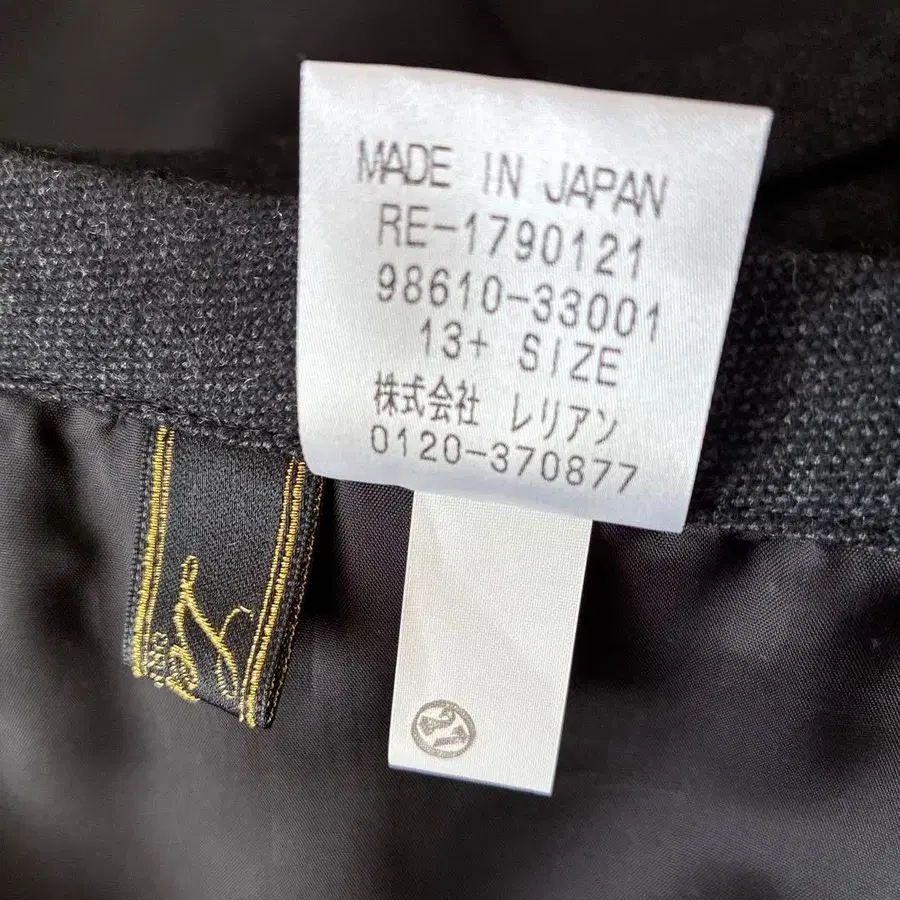 MADE IN JAPAN
RE-1790121
98610-33001
13+ SIZE
株式会社 レリアン
0120-370877